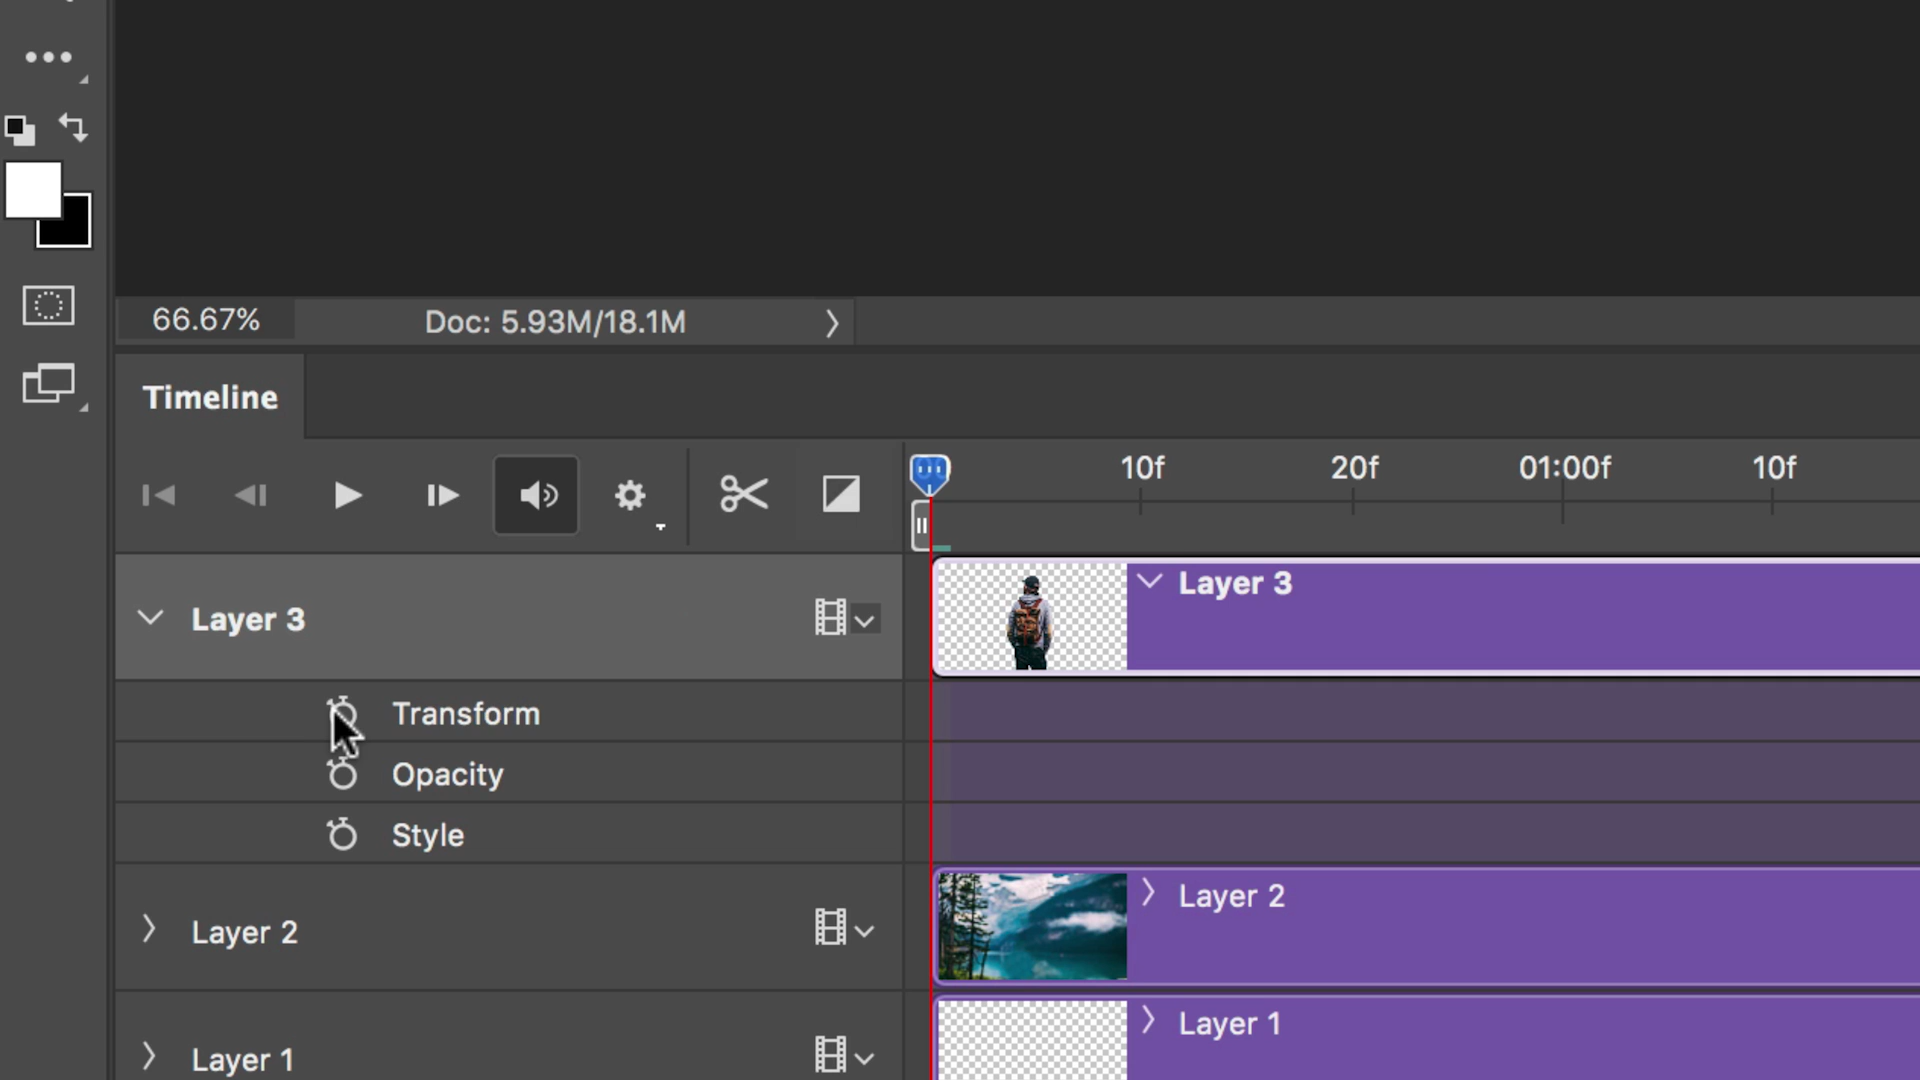 66.67%
Doc: 5.93M/18.1M
Timeline
10f
20f
01:00f
10f
Layer 3
Layer 3
Transform
Opacity
Style
Layer 2
Layer 2
Layer 1
Layer 1